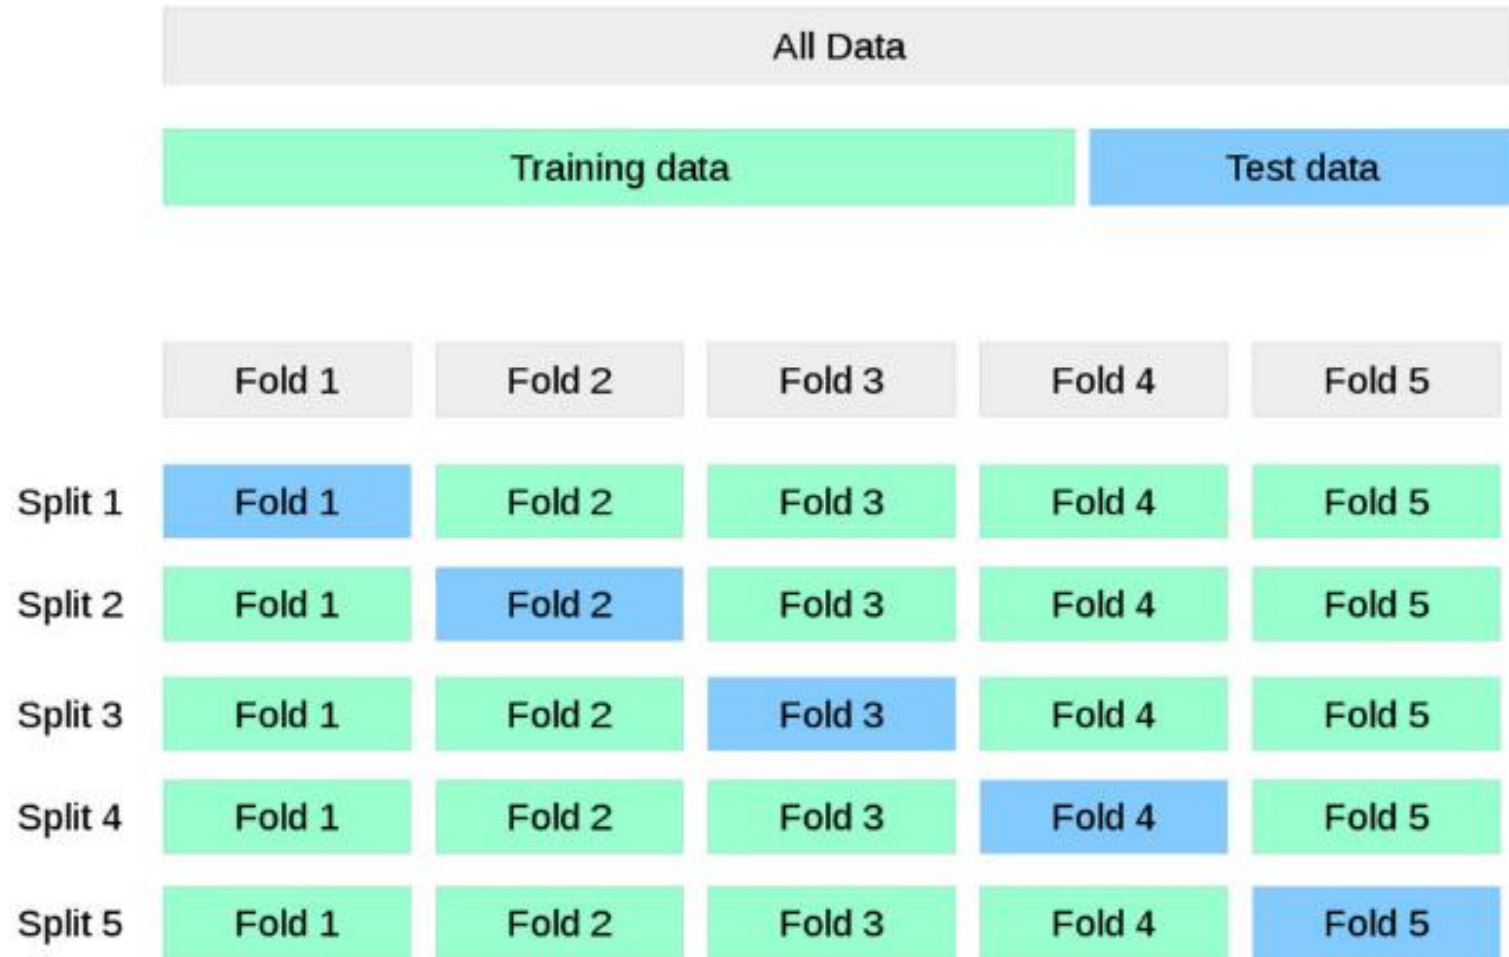 All Data
Training data Test data
Fold 1 Fold 2 Fold 3 Fold 4 Fold 5
Split 1 Fold 1 Fold 2 Fold 3 Fold 4 Fold 5
Split 2 Fold 1 Fold 2 Fold 3 Fold 4 Fold 5
Split 3 Fold 1 Fold 2 Fold 3 Fold 4 Fold 5
Split 4 Fold 1 Fold 2 Fold 3 Fold 4 Fold 5
Split 5 Fold 1 Fold 2 Fold 3 Fold 4 Fold 5